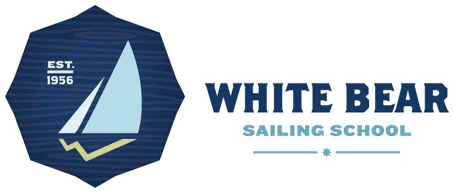 EST.
1956
WHITE BEAR
SAILING SCHOOL